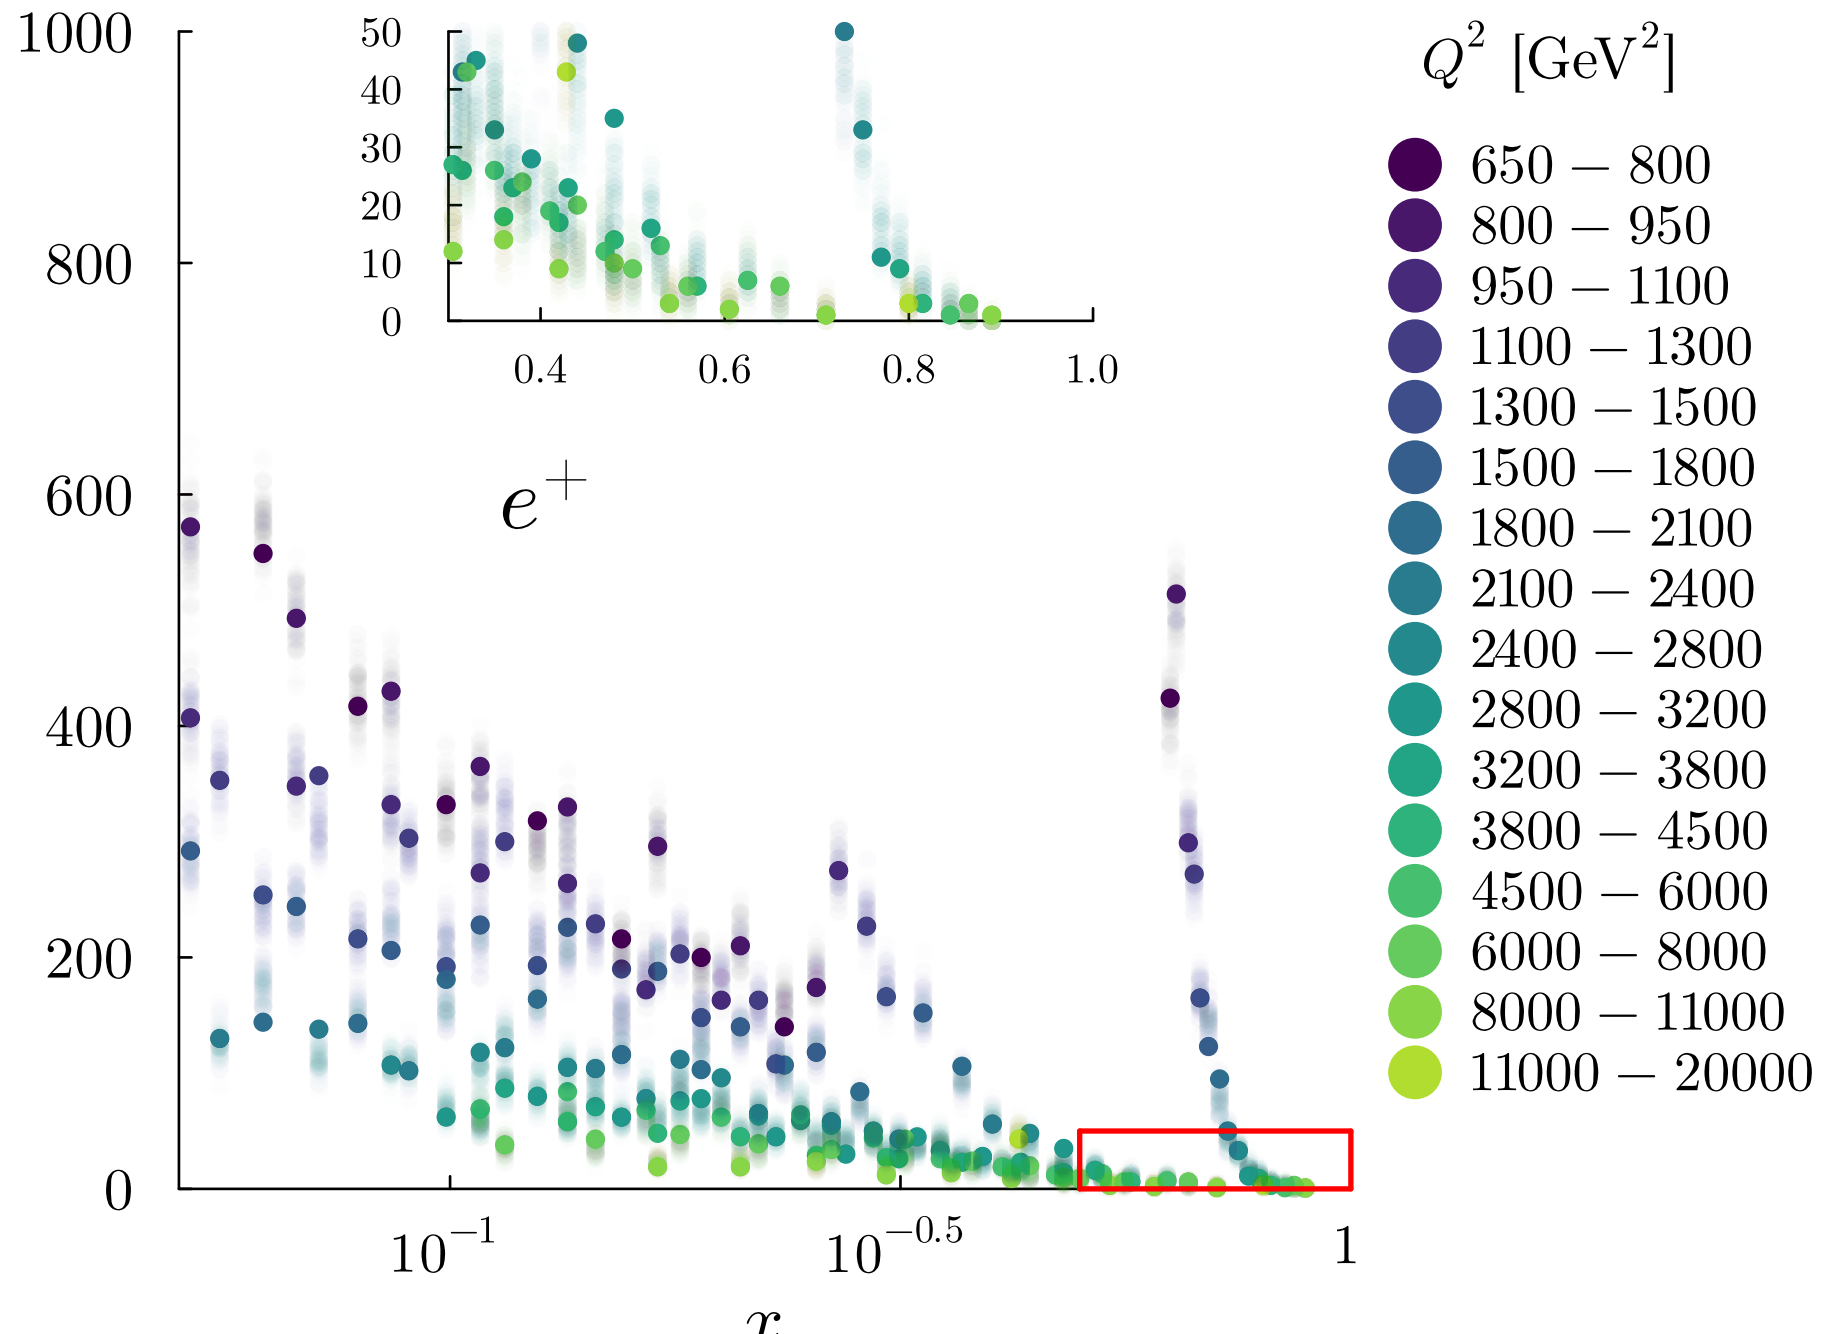 1000
800
600
400
200
0
50
40
30
20
10
0
0.4 0.6 0.8 1.0
e⁺
10⁻¹ 10⁻⁰·⁵ 1
x
Q² [GeV²]
650 − 800
800 − 950
950 − 1100
1100 − 1300
1300 − 1500
1500 − 1800
1800 − 2100
2100 − 2400
2400 − 2800
2800 − 3200
3200 − 3800
3800 − 4500
4500 − 6000
6000 − 8000
8000 − 11000
11000 − 20000